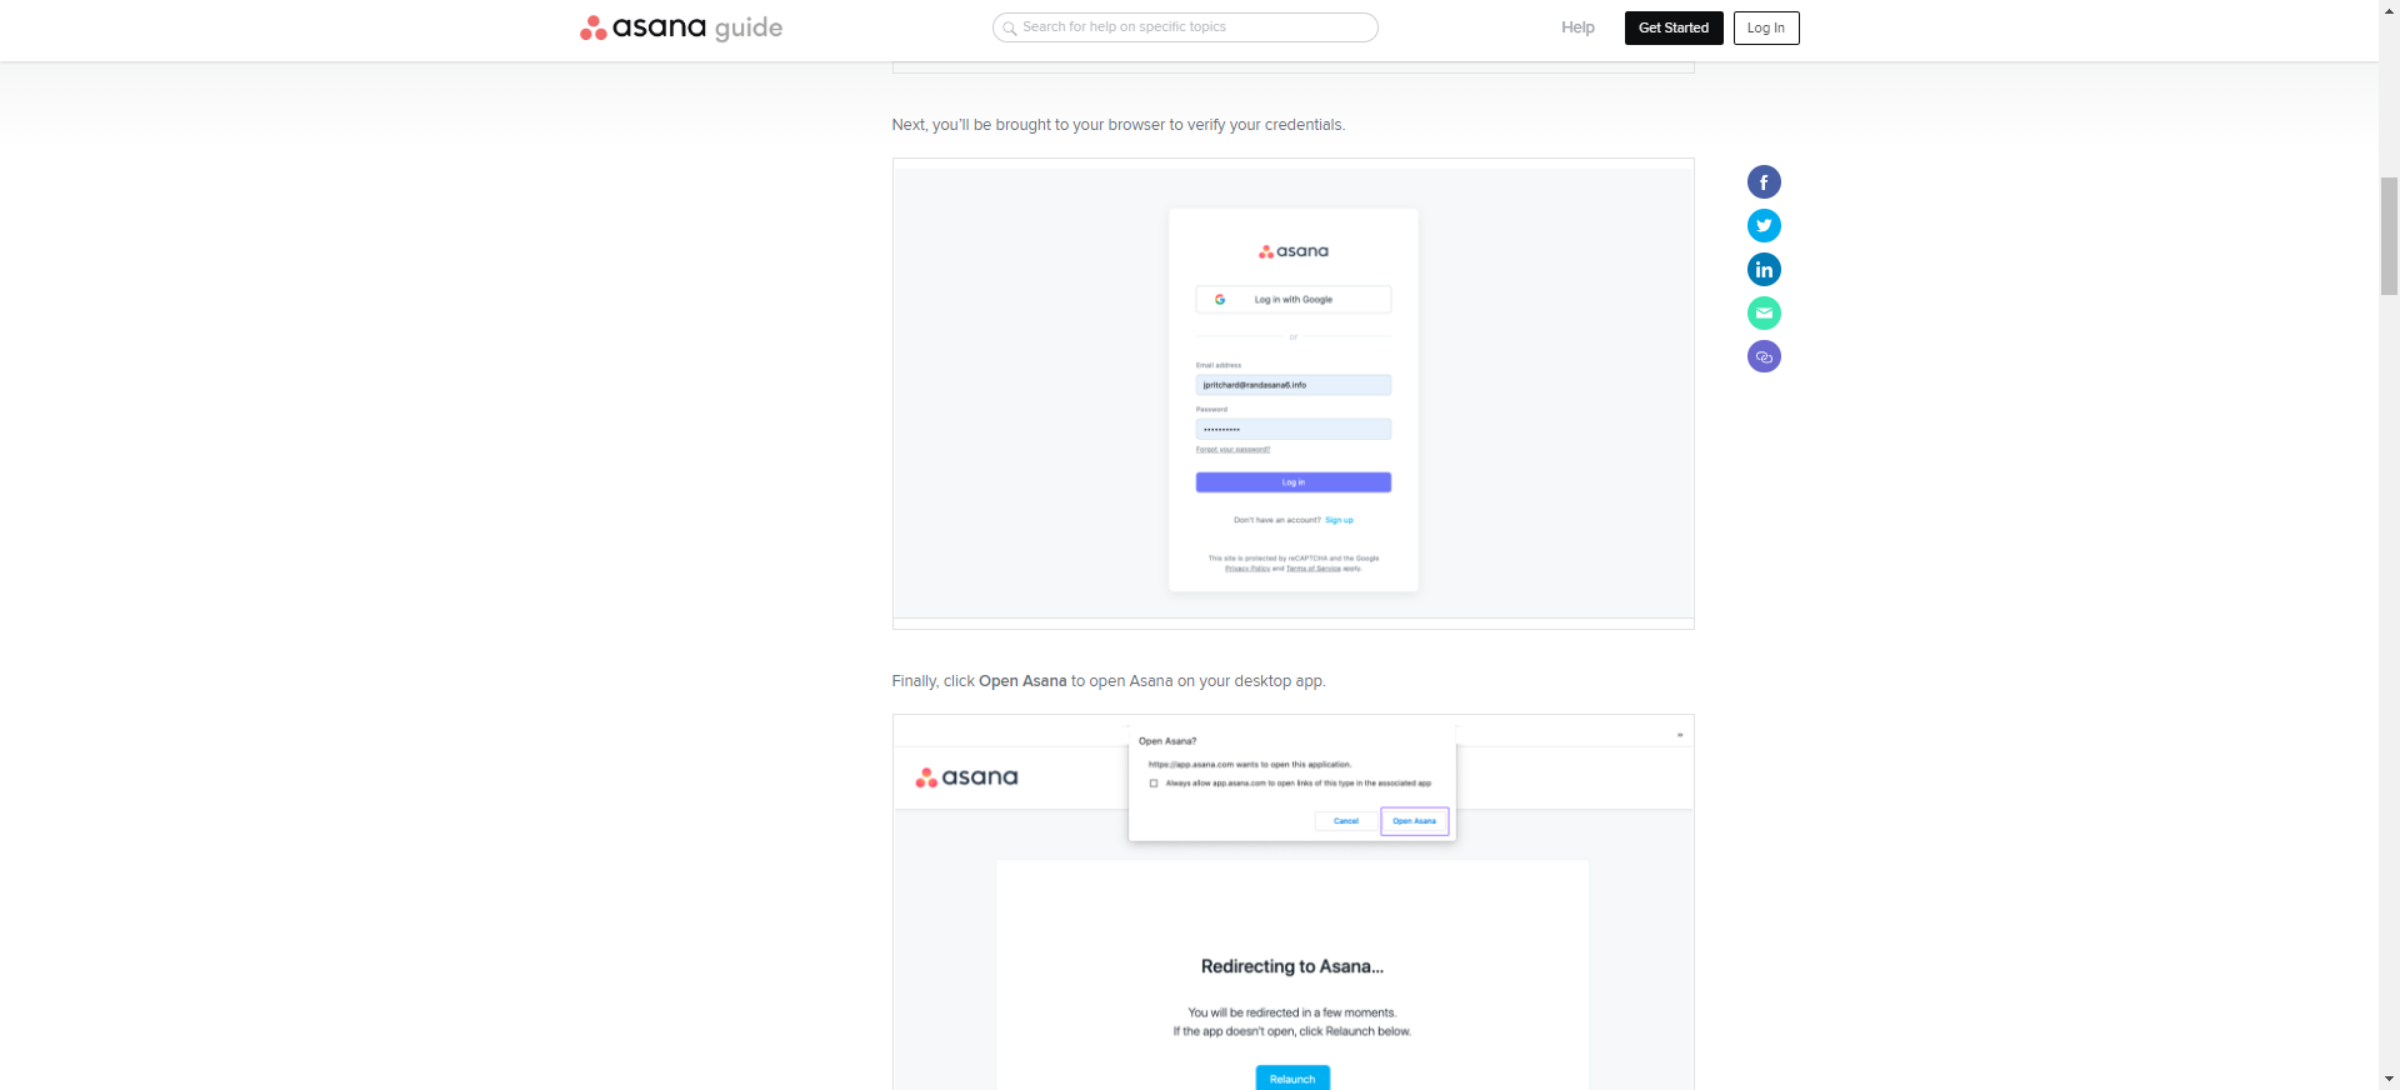 asana guide
Search for help on specific topics
Help
Get Started
Log In
Next, you'll be brought to your browser to verify your credentials.
asana
Log in with Google
or
Email address
jpritchard@randasana6.info
Password
Forgot your password?
Log in
Don't have an account? Sign up
This site is protected by reCAPTCHA and the Google
Privacy Policy and Terms of Service apply.
Finally, click Open Asana to open Asana on your desktop app.
Open Asana?
https://app.asana.com wants to open this application.
Always allow app.asana.com to open links of this type in the associated app
Cancel
Open Asana
asana
Redirecting to Asana...
You will be redirected in a few moments.
If the app doesn't open, click Relaunch below.
Relaunch